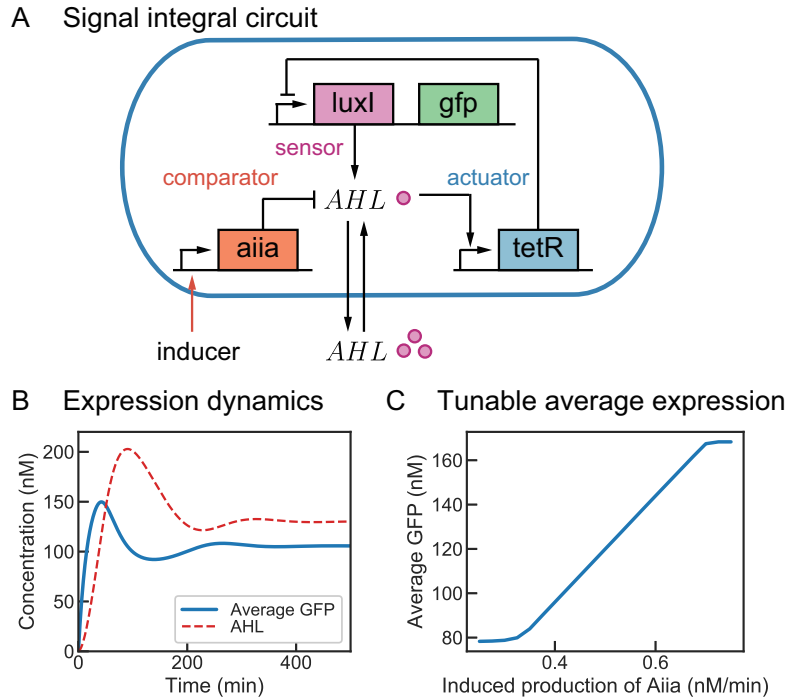 A Signal integral circuit
luxI gfp
sensor
comparator actuator
AHL
aiia tetR
inducer AHL
B Expression dynamics
Concentration (nM)
200
150
100
50
0
Average GFP
AHL
0 200 400
Time (min)
C Tunable average expression
Average GFP (nM)
160
140
120
100
80
0.4 0.6
Induced production of Aiia (nM/min)